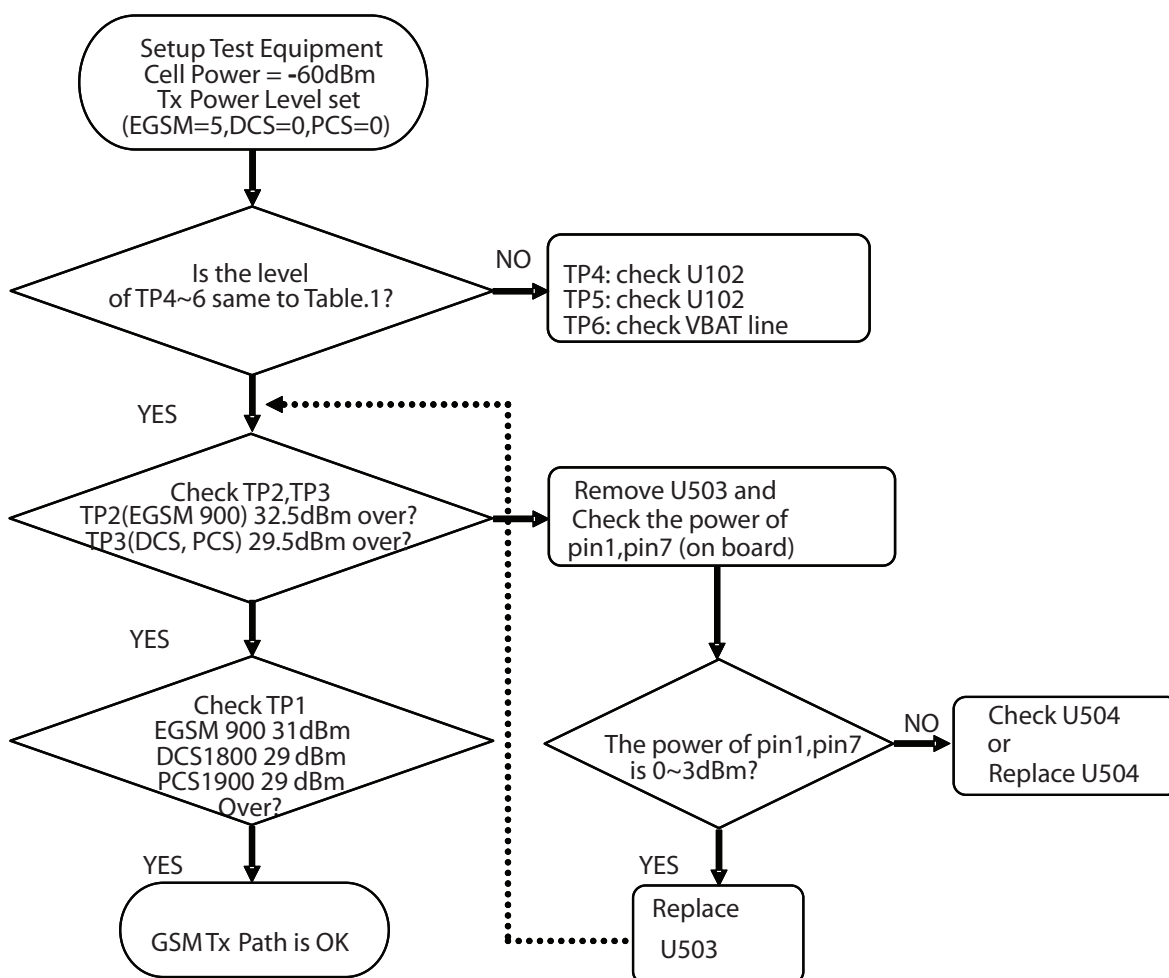 Setup Test Equipment
Cell Power = -60dBm
Tx Power Level set
(EGSM=5,DCS=0,PCS=0)
Is the level
of TP4~6 same to Table.1?
NO
TP4: check U102
TP5: check U102
TP6: check VBAT line
YES
Check TP2,TP3
TP2(EGSM 900) 32.5dBm over?
TP3(DCS, PCS) 29.5dBm over?
Remove U503 and
Check the power of
pin1,pin7 (on board)
YES
Check TP1
EGSM 900 31dBm
DCS1800 29 dBm
PCS1900 29 dBm
Over?
The power of pin1,pin7
is 0~3dBm?
NO
Check U504
or
Replace U504
YES
GSM Tx Path is OK
YES
Replace
U503